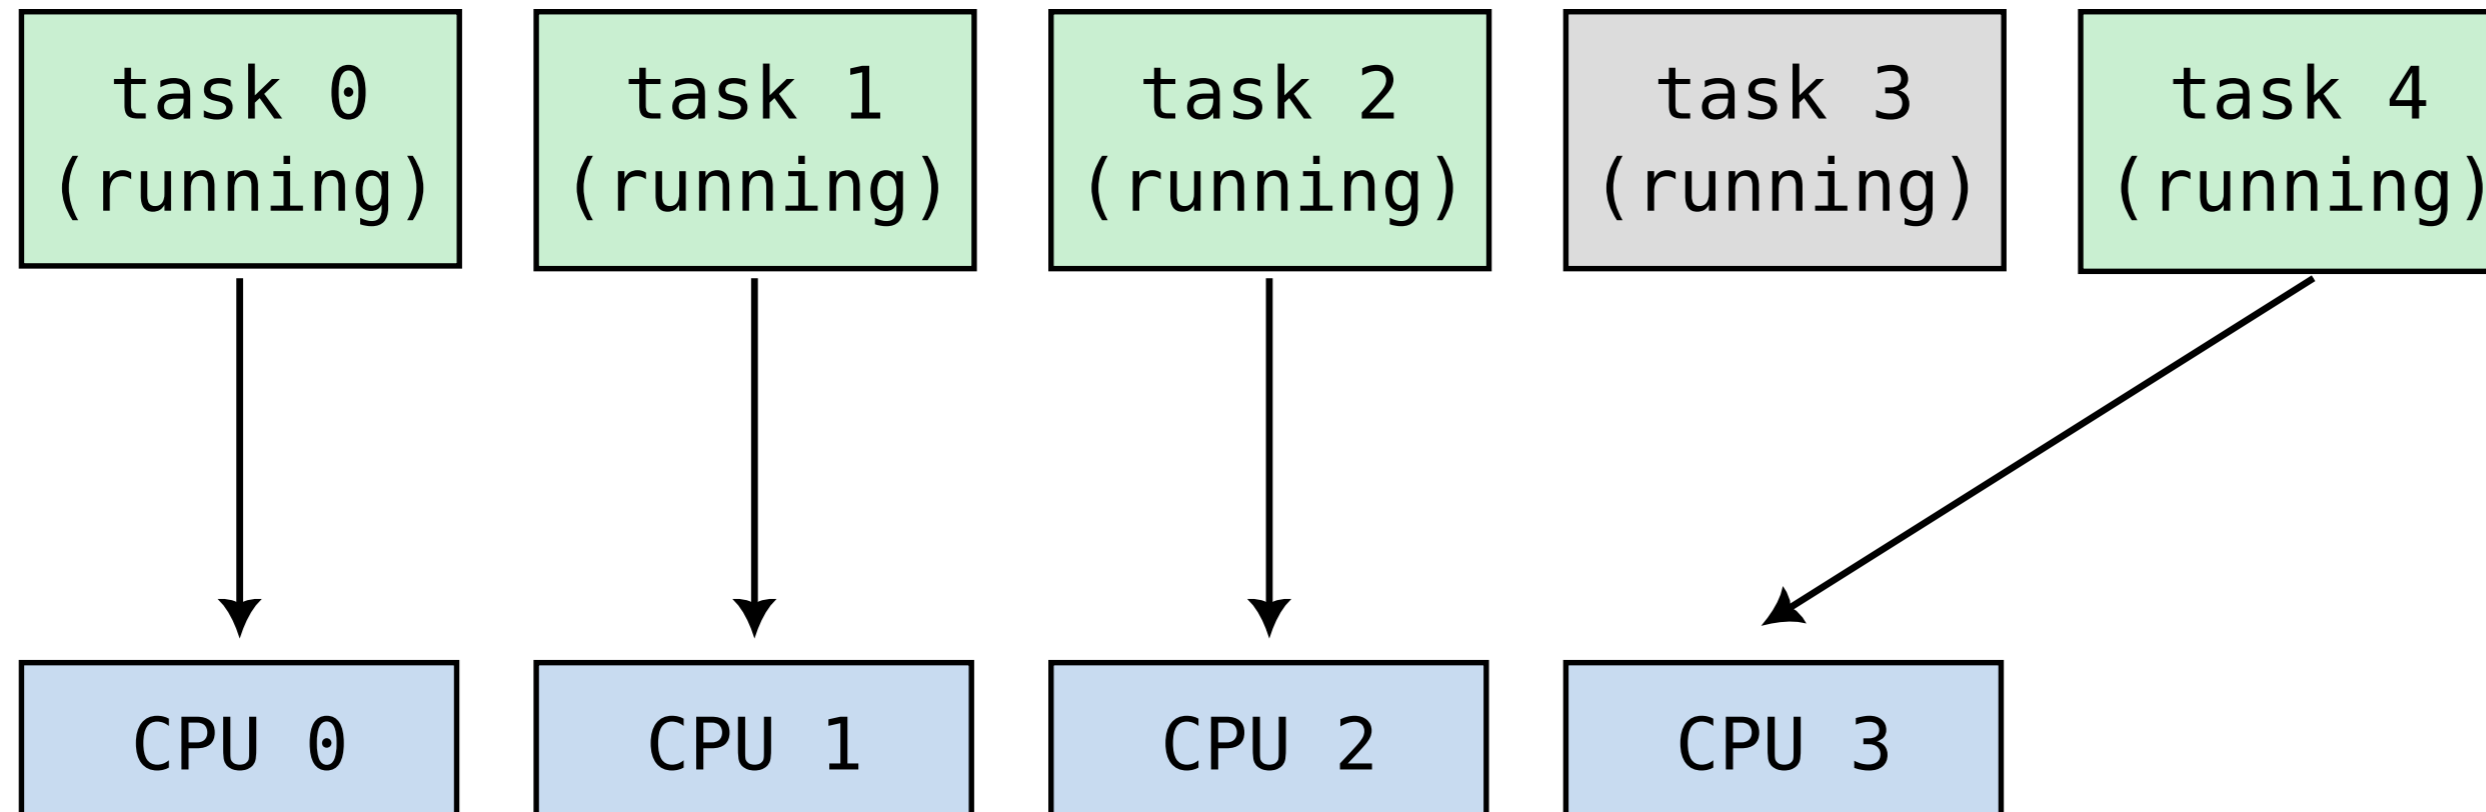 task 0
(running)
task 1
(running)
task 2
(running)
task 3
(running)
task 4
(running)
CPU 0
CPU 1
CPU 2
CPU 3